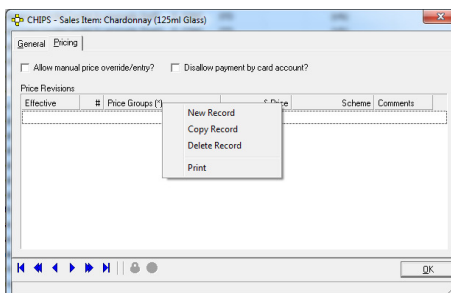 CHIPS - Sales Item: Chardonnay (125ml Glass)
General Pricing
Allow manual price override/entry? Disallow payment by card account?
Price Revisions
Effective # Price Groups (*) Price Scheme Comments
New Record
Copy Record
Delete Record
Print
OK